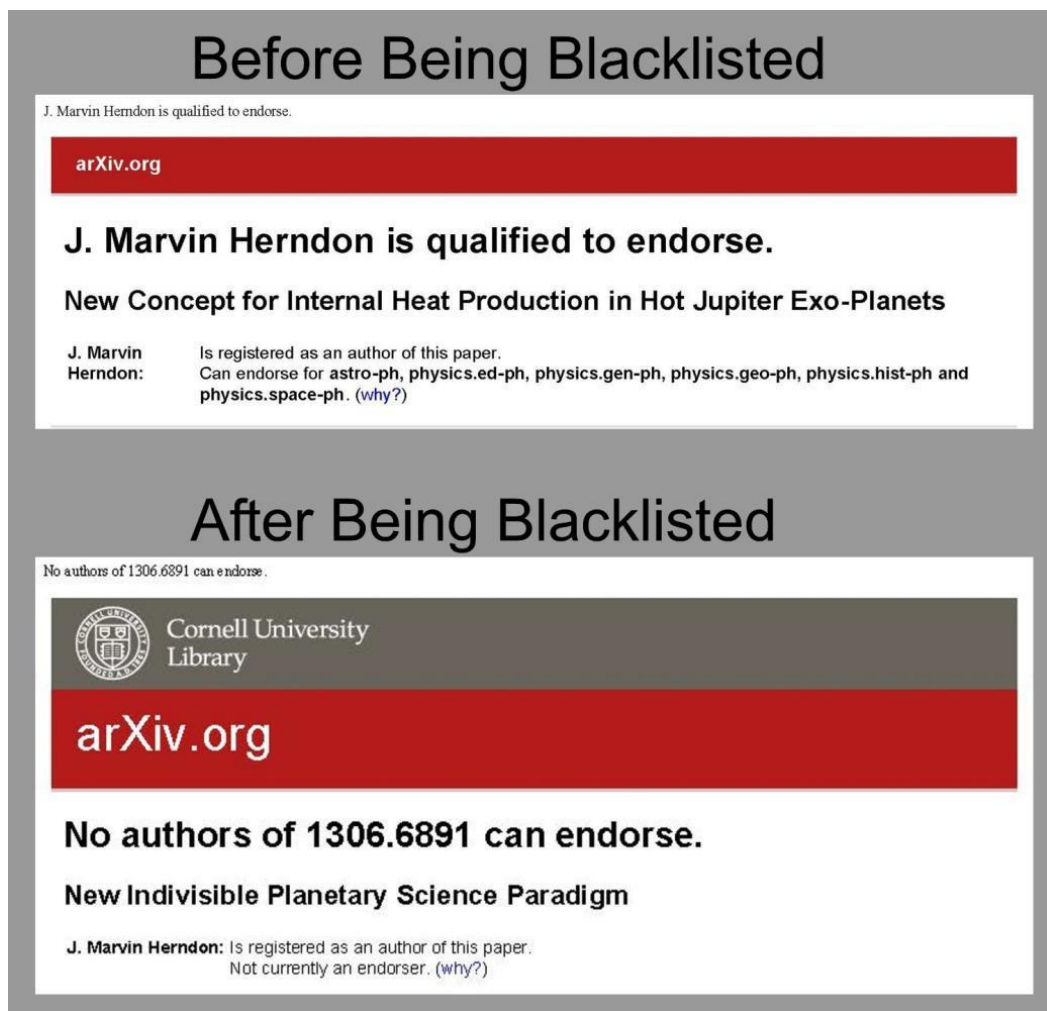 Before Being Blacklisted
J. Marvin Herndon is qualified to endorse.
arXiv.org
J. Marvin Herndon is qualified to endorse.
New Concept for Internal Heat Production in Hot Jupiter Exo-Planets
J. Marvin Is registered as an author of this paper.
Herndon: Can endorse for astro-ph, physics.ed-ph, physics.gen-ph, physics.geo-ph, physics.hist-ph and
physics.space-ph. (why?)
After Being Blacklisted
No authors of 1306.6891 can endorse.
Cornell University
Library
arXiv.org
No authors of 1306.6891 can endorse.
New Indivisible Planetary Science Paradigm
J. Marvin Herndon: Is registered as an author of this paper.
Not currently an endorser. (why?)